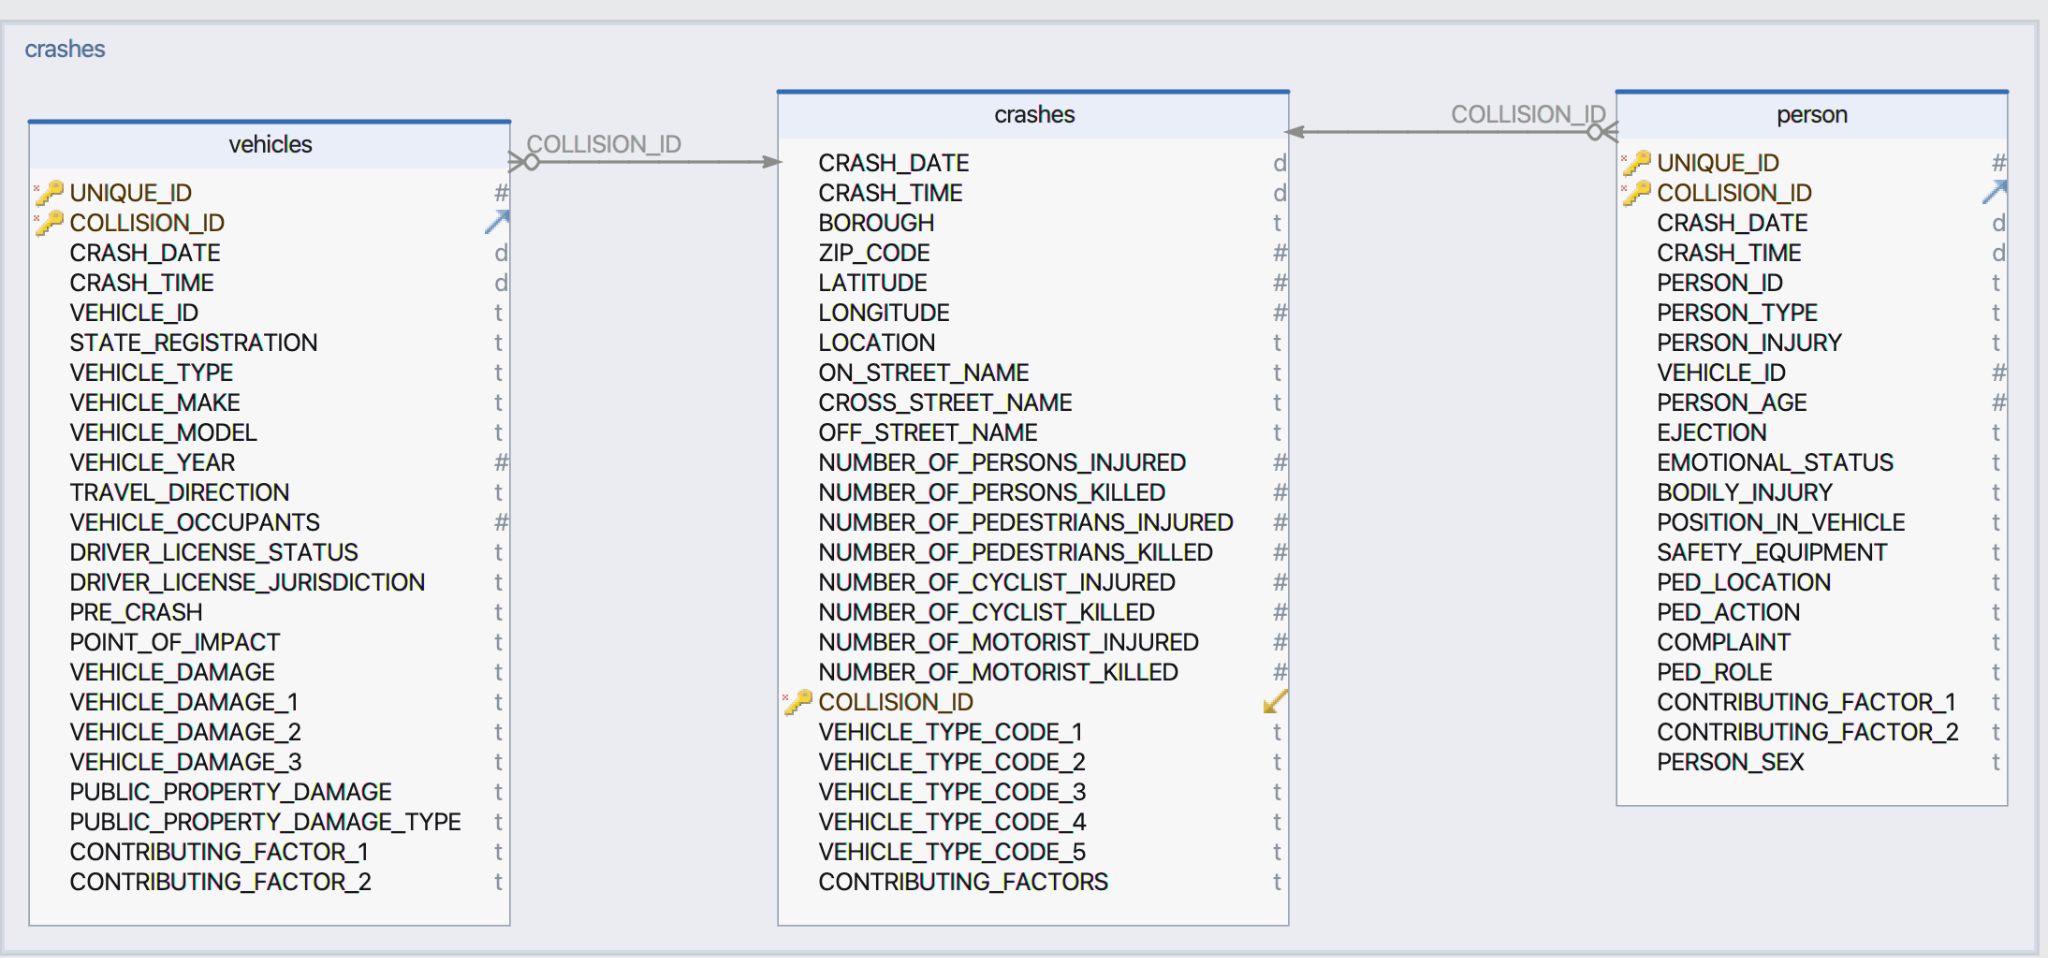 crashes
vehicles
UNIQUE_ID #
COLLISION_ID
CRASH_DATE d
CRASH_TIME d
VEHICLE_ID t
STATE_REGISTRATION t
VEHICLE_TYPE t
VEHICLE_MAKE t
VEHICLE_MODEL t
VEHICLE_YEAR #
TRAVEL_DIRECTION t
VEHICLE_OCCUPANTS #
DRIVER_LICENSE_STATUS t
DRIVER_LICENSE_JURISDICTION t
PRE_CRASH t
POINT_OF_IMPACT t
VEHICLE_DAMAGE t
VEHICLE_DAMAGE_1 t
VEHICLE_DAMAGE_2 t
VEHICLE_DAMAGE_3 t
PUBLIC_PROPERTY_DAMAGE t
PUBLIC_PROPERTY_DAMAGE_TYPE t
CONTRIBUTING_FACTOR_1 t
CONTRIBUTING_FACTOR_2 t
COLLISION_ID
crashes
CRASH_DATE d
CRASH_TIME d
BOROUGH t
ZIP_CODE #
LATITUDE #
LONGITUDE #
LOCATION t
ON_STREET_NAME t
CROSS_STREET_NAME t
OFF_STREET_NAME t
NUMBER_OF_PERSONS_INJURED #
NUMBER_OF_PERSONS_KILLED #
NUMBER_OF_PEDESTRIANS_INJURED #
NUMBER_OF_PEDESTRIANS_KILLED #
NUMBER_OF_CYCLIST_INJURED #
NUMBER_OF_CYCLIST_KILLED #
NUMBER_OF_MOTORIST_INJURED #
NUMBER_OF_MOTORIST_KILLED #
COLLISION_ID
VEHICLE_TYPE_CODE_1 t
VEHICLE_TYPE_CODE_2 t
VEHICLE_TYPE_CODE_3 t
VEHICLE_TYPE_CODE_4 t
VEHICLE_TYPE_CODE_5 t
CONTRIBUTING_FACTORS t
COLLISION_ID
person
UNIQUE_ID #
COLLISION_ID
CRASH_DATE d
CRASH_TIME d
PERSON_ID t
PERSON_TYPE t
PERSON_INJURY t
VEHICLE_ID #
PERSON_AGE #
EJECTION t
EMOTIONAL_STATUS t
BODILY_INJURY t
POSITION_IN_VEHICLE t
SAFETY_EQUIPMENT t
PED_LOCATION t
PED_ACTION t
COMPLAINT t
PED_ROLE t
CONTRIBUTING_FACTOR_1 t
CONTRIBUTING_FACTOR_2 t
PERSON_SEX t